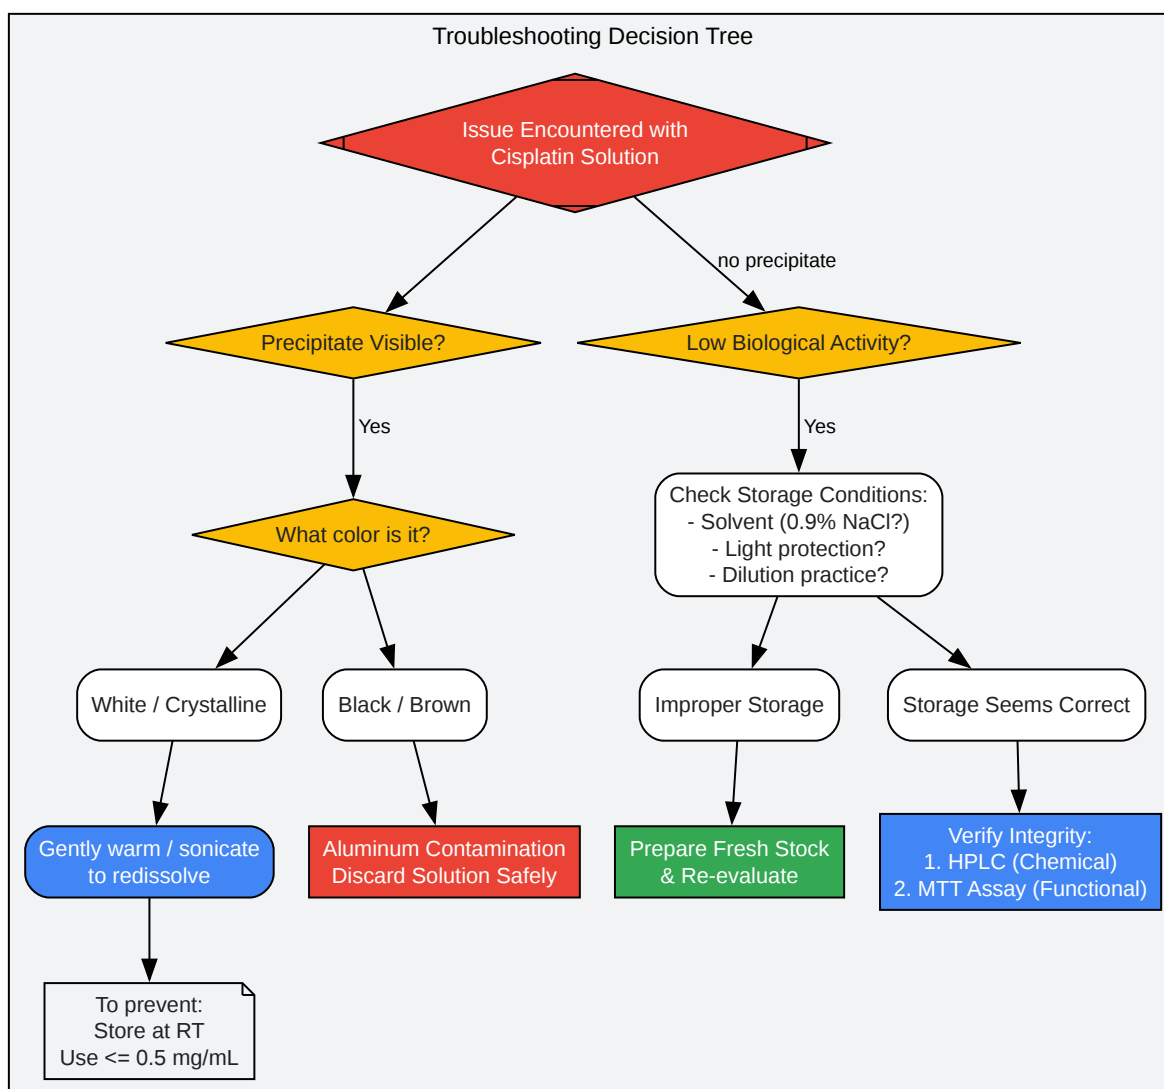 Troubleshooting Decision Tree
Issue Encountered with
Cisplatin Solution
no precipitate
Precipitate Visible?
Low Biological Activity?
Yes
Yes
Check Storage Conditions:
- Solvent (0.9% NaCl?)
- Light protection?
- Dilution practice?
What color is it?
White / Crystalline
Black / Brown
Improper Storage
Storage Seems Correct
Gently warm / sonicate
to redissolve
Aluminum Contamination
Discard Solution Safely
Prepare Fresh Stock
& Re-evaluate
Verify Integrity:
1. HPLC (Chemical)
2. MTT Assay (Functional)
To prevent:
Store at RT
Use <= 0.5 mg/mL